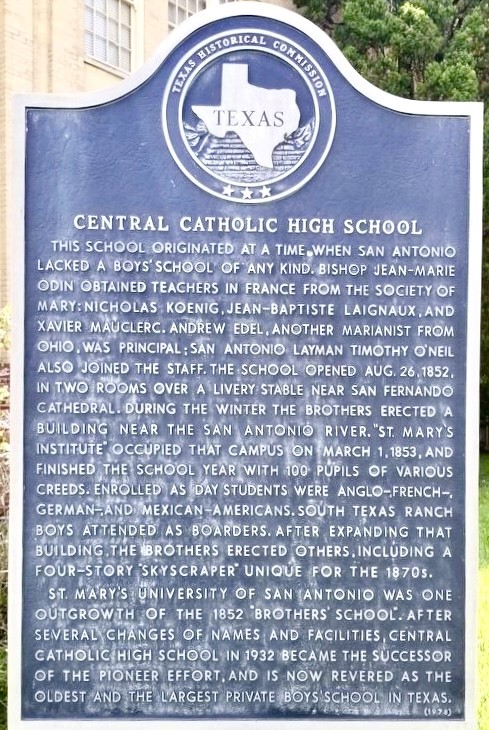 TEXAS HISTORICAL COMMISSION
TEXAS
CENTRAL CATHOLIC HIGH SCHOOL
THIS SCHOOL ORIGINATED AT A TIME WHEN SAN ANTONIO
LACKED A BOYS' SCHOOL OF ANY KIND. BISHOP JEAN-MARIE
ODIN OBTAINED TEACHERS IN FRANCE FROM THE SOCIETY OF
MARY: NICHOLAS KOENIG, JEAN-BAPTISTE LAIGNAUX, AND
XAVIER MAUCLERC. ANDREW EDEL, ANOTHER MARIANIST FROM
OHIO, WAS PRINCIPAL; SAN ANTONIO LAYMAN TIMOTHY O'NEIL
ALSO JOINED THE STAFF. THE SCHOOL OPENED AUG. 26, 1852,
IN TWO ROOMS OVER A LIVERY STABLE NEAR SAN FERNANDO
CATHEDRAL. DURING THE WINTER THE BROTHERS ERECTED A
BUILDING NEAR THE SAN ANTONIO RIVER. "ST. MARY'S
INSTITUTE" OCCUPIED THAT CAMPUS ON MARCH 1, 1853, AND
FINISHED THE SCHOOL YEAR WITH 100 PUPILS OF VARIOUS
CREEDS. ENROLLED AS DAY STUDENTS WERE ANGLO-, FRENCH-,
GERMAN-, AND MEXICAN-AMERICANS. SOUTH TEXAS RANCH
BOYS ATTENDED AS BOARDERS. AFTER EXPANDING THAT
BUILDING, THE BROTHERS ERECTED OTHERS, INCLUDING A
FOUR-STORY "SKYSCRAPER" UNIQUE FOR THE 1870s.
ST. MARY'S UNIVERSITY OF SAN ANTONIO WAS ONE
OUTGROWTH OF THE 1852 "BROTHERS' SCHOOL". AFTER
SEVERAL CHANGES OF NAMES AND FACILITIES, CENTRAL
CATHOLIC HIGH SCHOOL IN 1932 BECAME THE SUCCESSOR
OF THE PIONEER EFFORT, AND IS NOW REVERED AS THE
OLDEST AND THE LARGEST PRIVATE BOYS' SCHOOL IN TEXAS.
(1974)